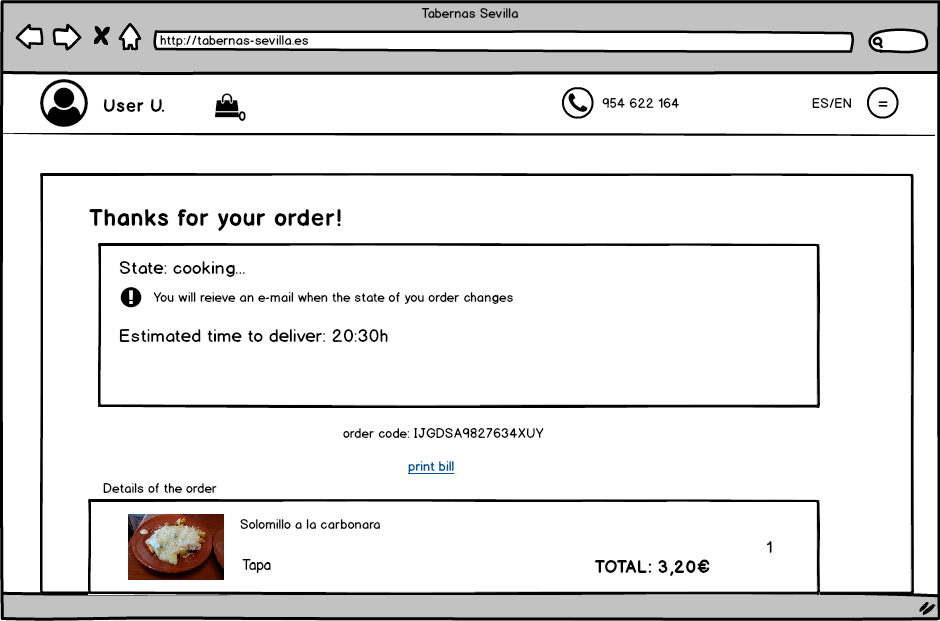 Tabernas Sevilla
http://tabernas-sevilla.es
User U.
0
954 622 164
ES/EN
=
Thanks for your order!
State: cooking...
You will reieve an e-mail when the state of you order changes
Estimated time to deliver: 20:30h
order code: IJGDSA9827634XUY
print bill
Details of the order
Solomillo a la carbonara
1
Tapa
TOTAL: 3,20€